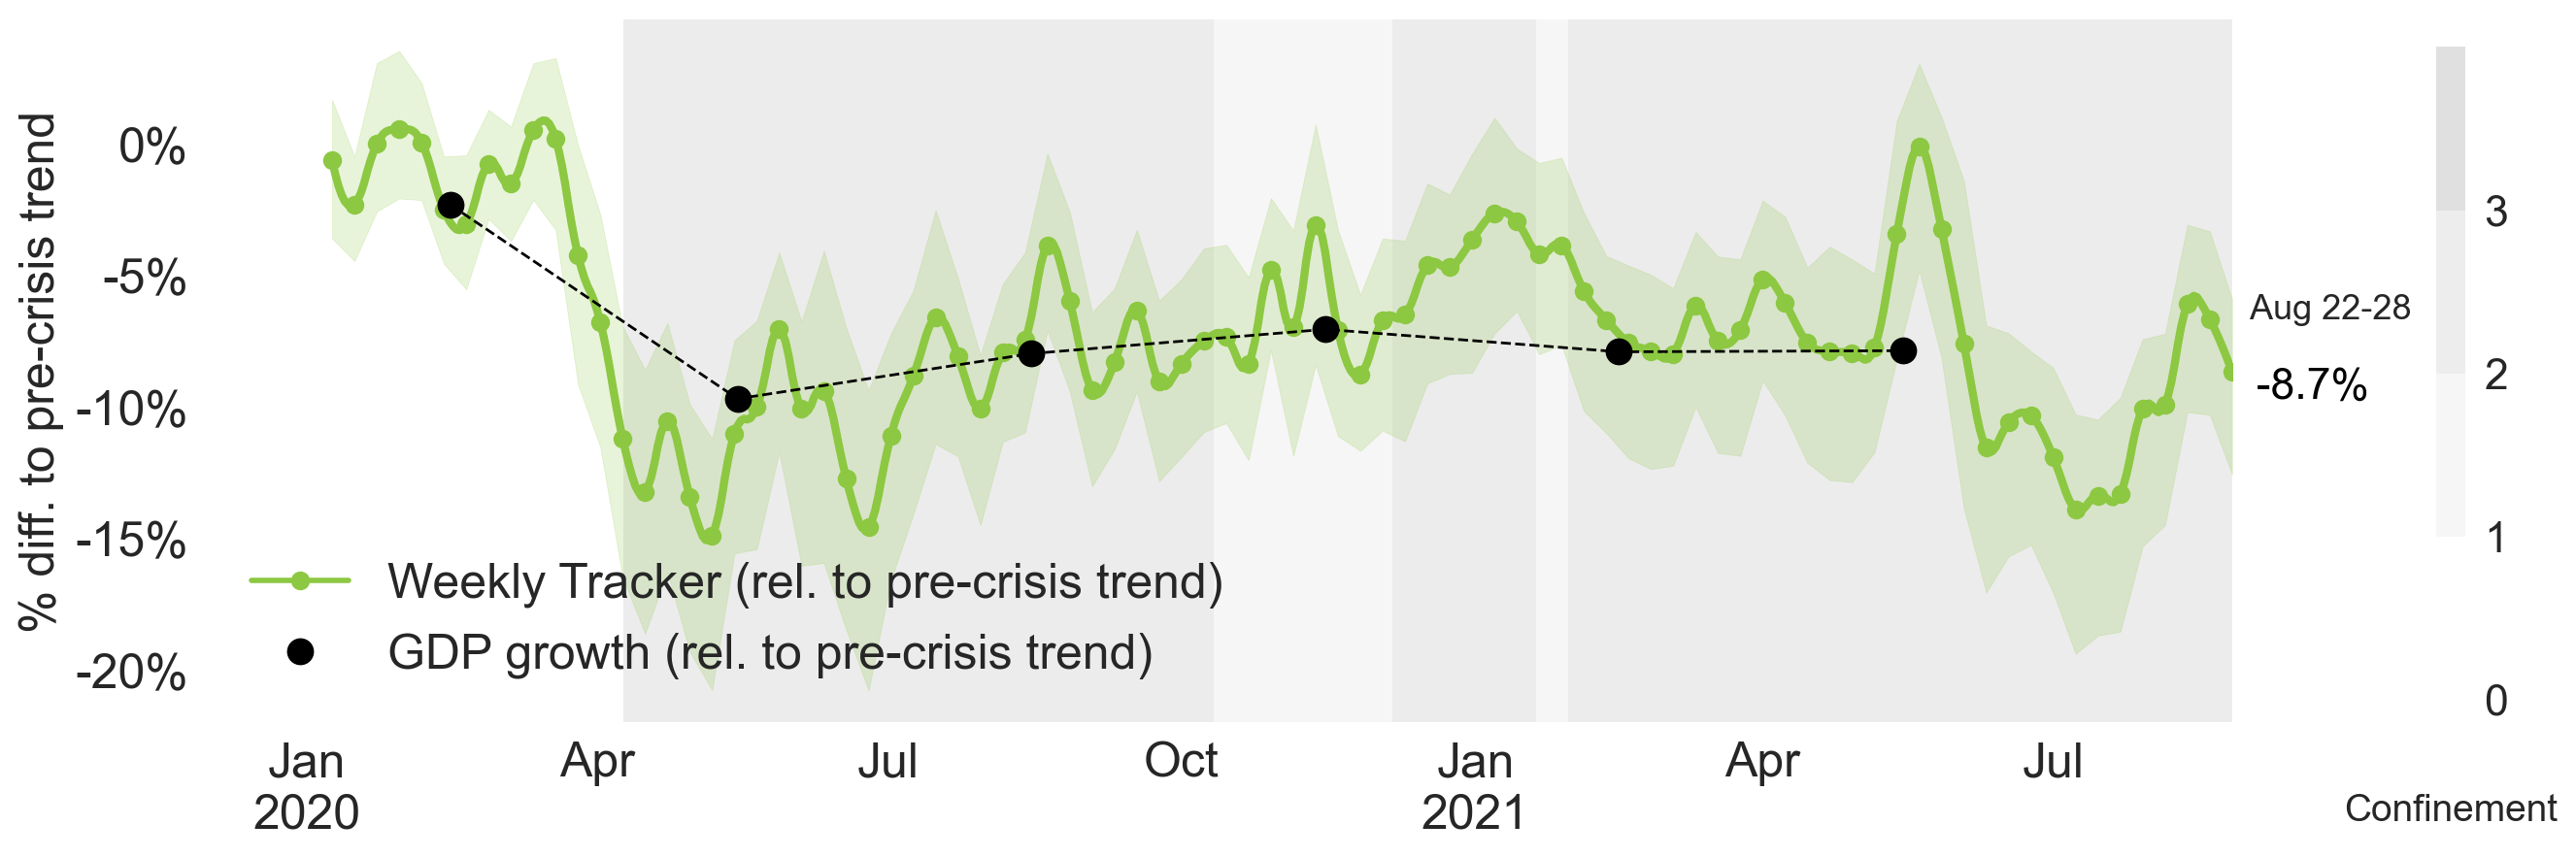 % diff. to pre-crisis trend
0%
-5%
-10%
-15%
-20%
Weekly Tracker (rel. to pre-crisis trend)
GDP growth (rel. to pre-crisis trend)
Jan
2020
Apr
Jul
Oct
Jan
2021
Apr
Jul
Aug 22-28
-8.7%
3
2
1
0
Confinement